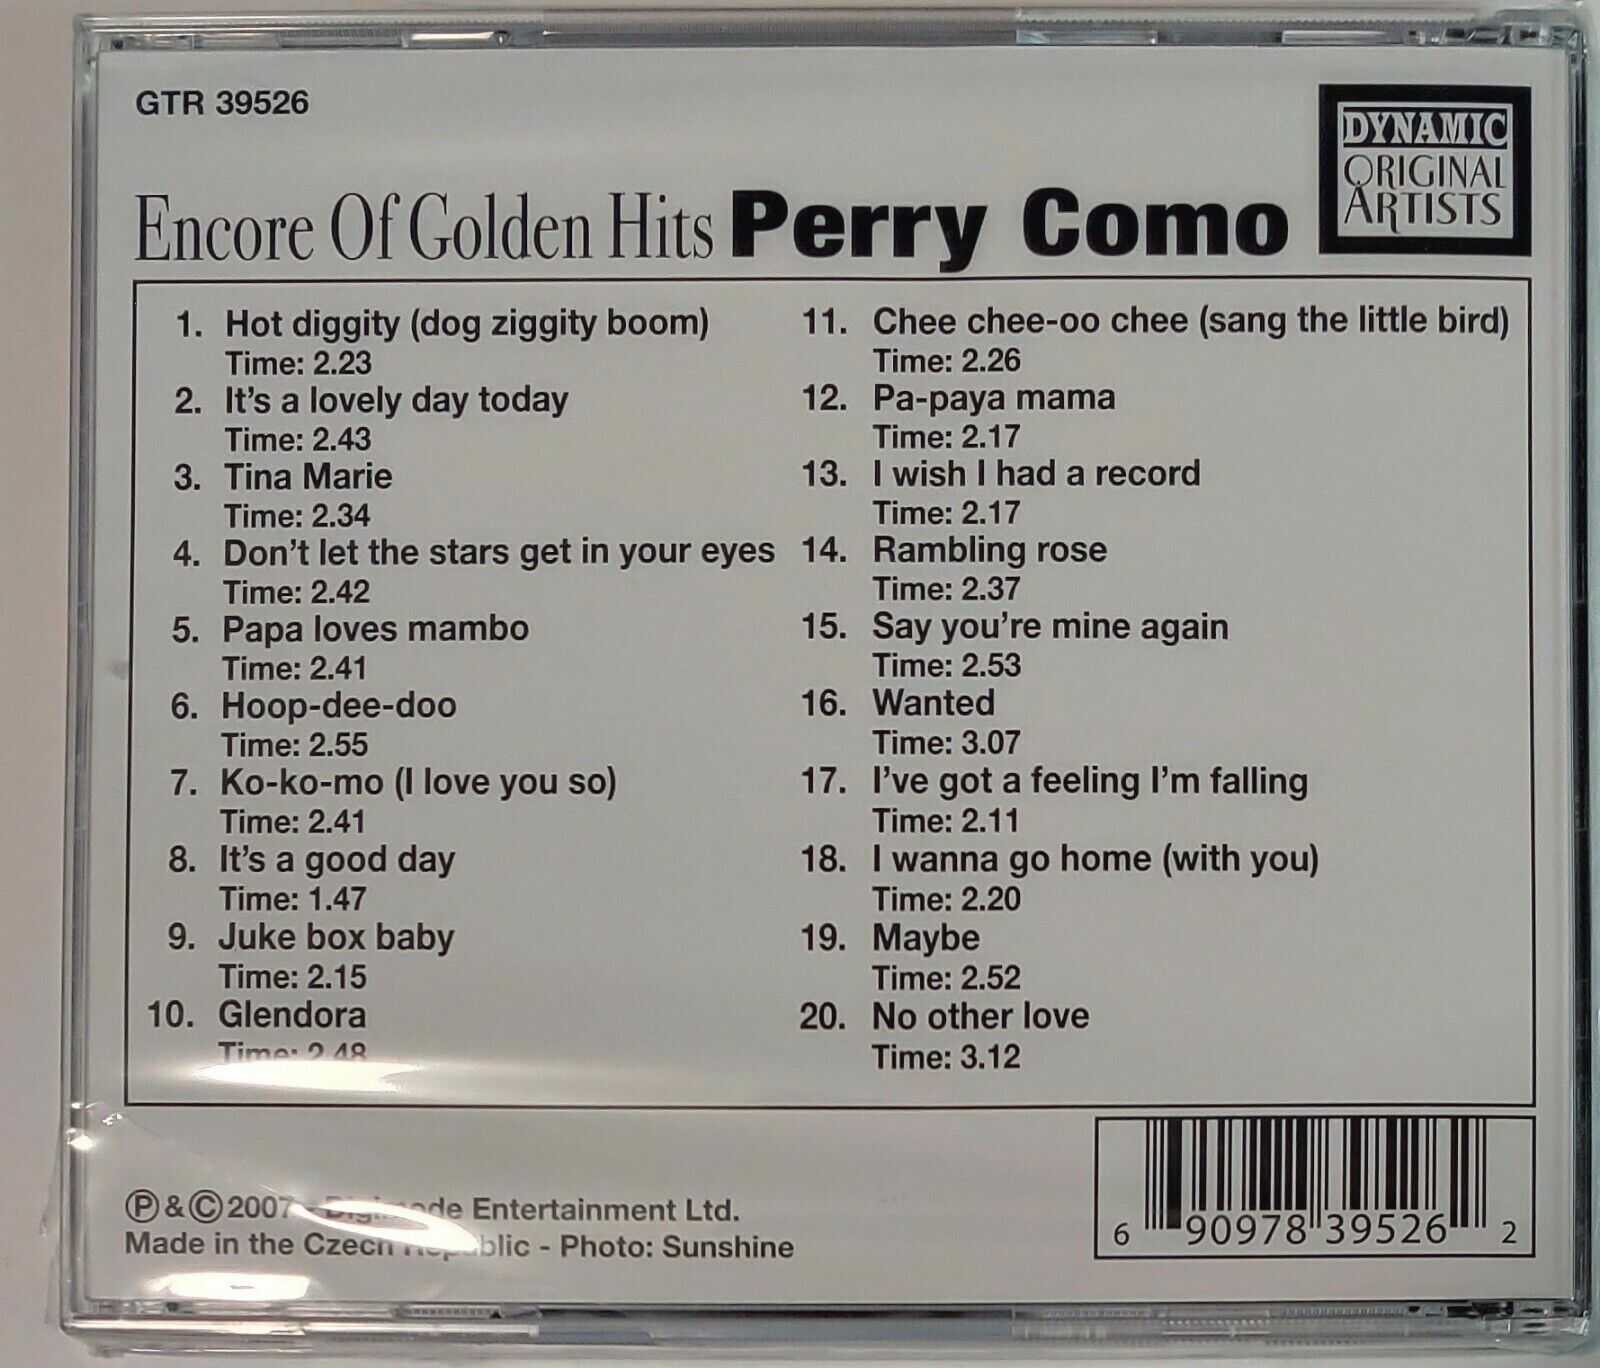 GTR 39526
DYNAMIC
ORIGINAL
ARTISTS
Encore Of Golden Hits Perry Como
1. Hot diggity (dog ziggity boom)
Time: 2.23
2. It's a lovely day today
Time: 2.43
3. Tina Marie
Time: 2.34
4. Don't let the stars get in your eyes
Time: 2.42
5. Papa loves mambo
Time: 2.41
6. Hoop-dee-doo
Time: 2.55
7. Ko-ko-mo (I love you so)
Time: 2.41
8. It's a good day
Time: 1.47
9. Juke box baby
Time: 2.15
10. Glendora
Time: 2.48
11. Chee chee-oo chee (sang the little bird)
Time: 2.26
12. Pa-paya mama
Time: 2.17
13. I wish I had a record
Time: 2.17
14. Rambling rose
Time: 2.37
15. Say you're mine again
Time: 2.53
16. Wanted
Time: 3.07
17. I've got a feeling I'm falling
Time: 2.11
18. I wanna go home (with you)
Time: 2.20
19. Maybe
Time: 2.52
20. No other love
Time: 3.12
Ⓟ & © 2007 - Digimode Entertainment Ltd.
Made in the Czech Republic - Photo: Sunshine
6 90978 39526 2